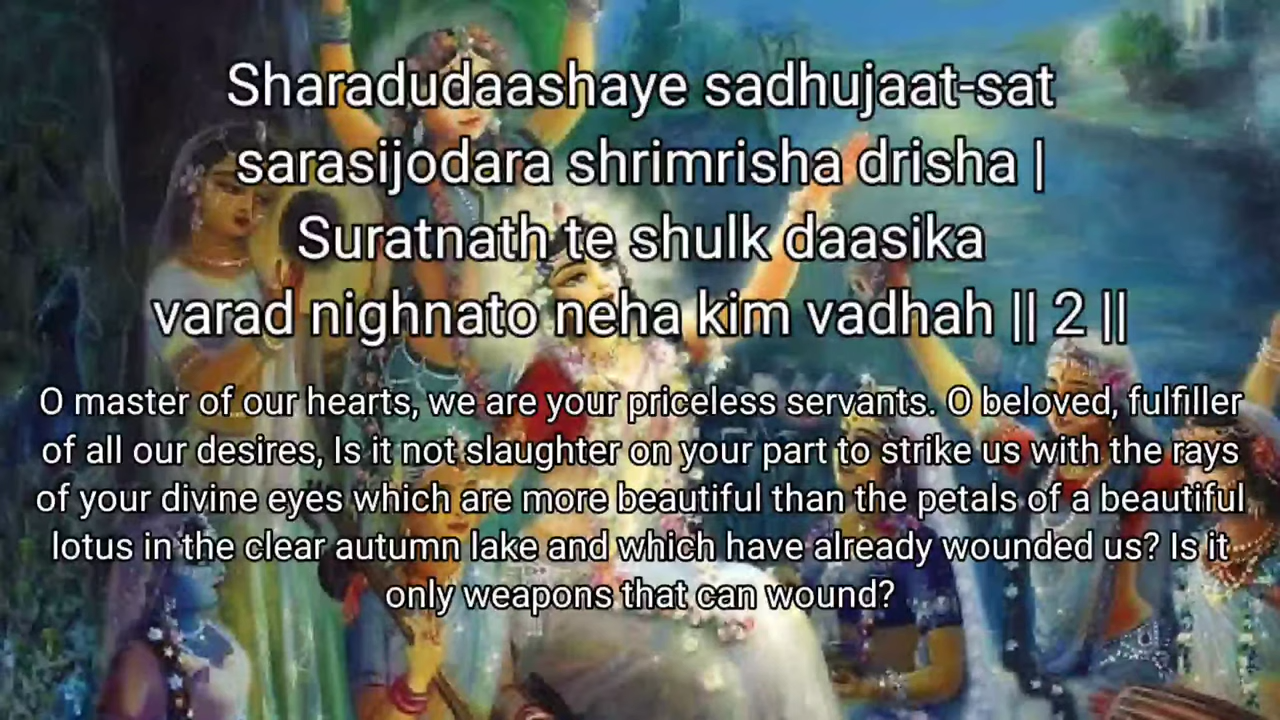 Sharadudaashaye sadhujaat-sat
sarasijodara shrimrisha drisha |
Suratnath te shulk daasika
varad nighnato neha kim vadhah || 2 ||
O master of our hearts, we are your priceless servants. O beloved, fulfiller
of all our desires, Is it not slaughter on your part to strike us with the rays
of your divine eyes which are more beautiful than the petals of a beautiful
lotus in the clear autumn lake and which have already wounded us? Is it
only weapons that can wound?